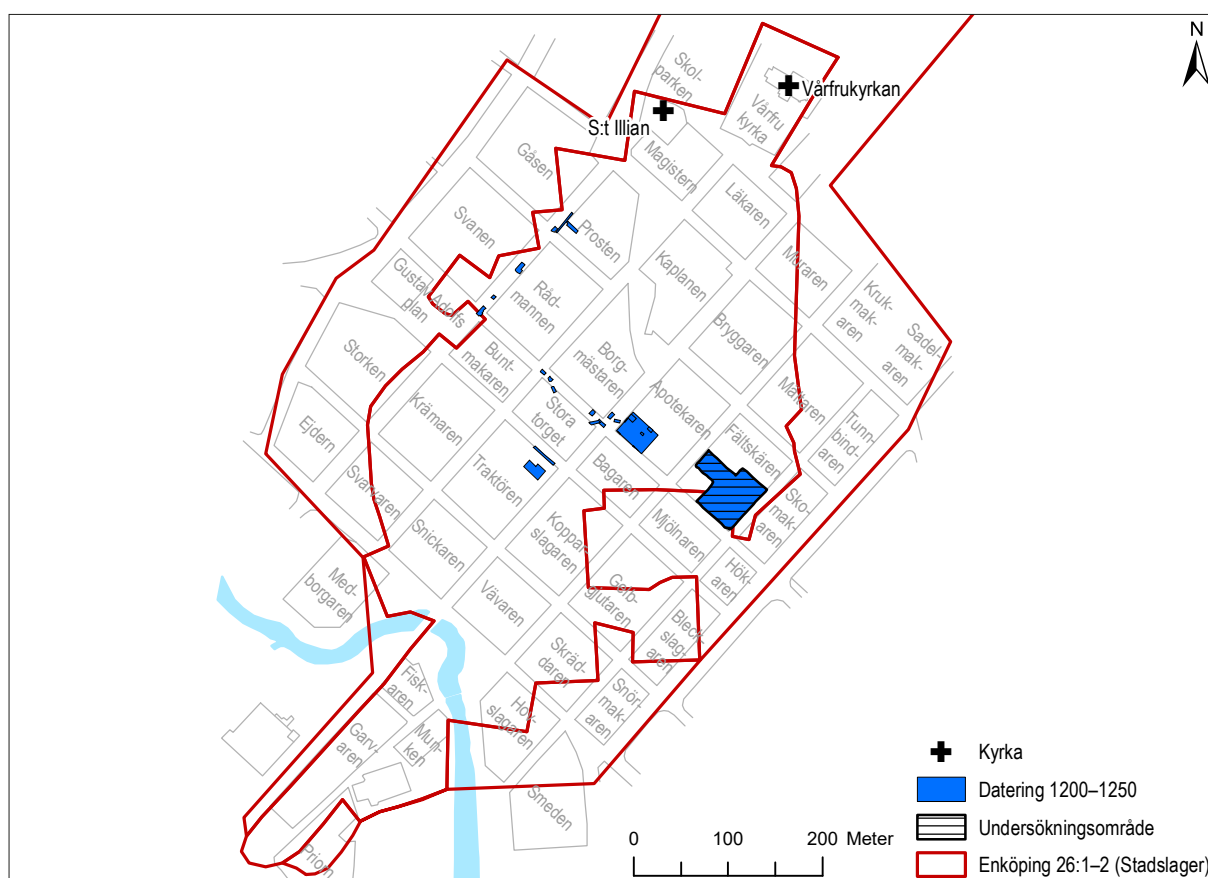 N
Skol-
parken
Vårfrukyrkan
Vårfru
kyrka
S:t Illian
Magistern
Gåsen
Läkaren
Svanen
Prosten
Muraren
Kaplanen
Gustav Adolfs
plan
Råd-
mannen
Kruk-
mak-
aren
Sadel-
mak-
aren
Storken
Bunt-
makaren
Borg-
mästaren
Bryggaren
Krämaren
Stora
torget
Apotekaren
Mältaren
Tunn-
bind-
aren
Ejdern
Traktören
Bagaren
Fältskären
Svarvaren
Sko-
mak-
aren
Snickaren
Koppar-
slagaren
Mjölnaren
Hök-
aren
Med-
borgaren
Vävaren
Garb-
gjutaren
Bleck-
slag-
aren
Skräd-
daren
Snör-
mak-
aren
Fisk-
aren
Hov-
slagaren
Garv-
aren
Mun-
ken
Smeden
Priorn
Kyrka
Datering 1200–1250
Undersökningsområde
Enköping 26:1–2 (Stadslager)
0 100 200 Meter